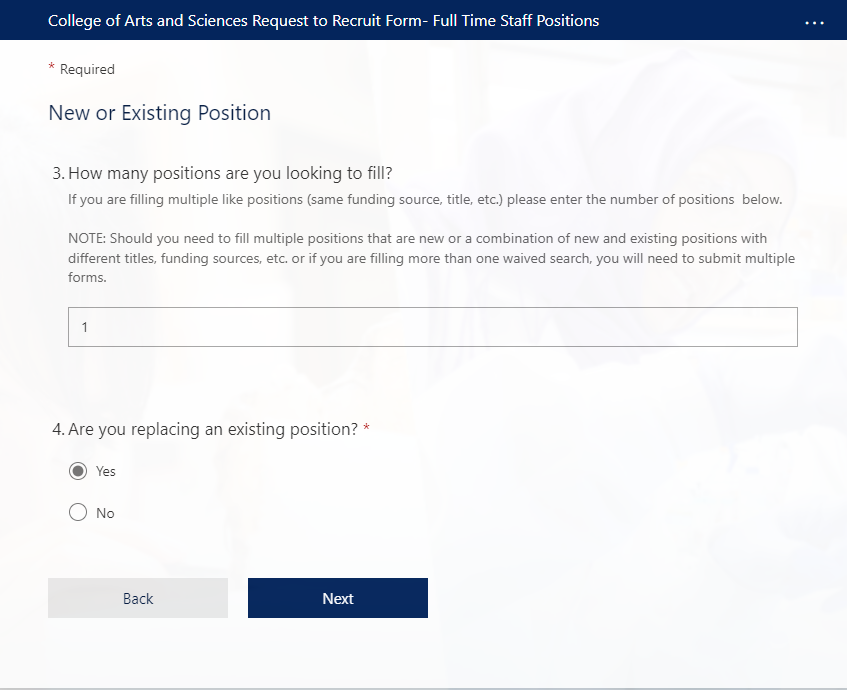 College of Arts and Sciences Request to Recruit Form- Full Time Staff Positions
...
* Required
New or Existing Position
3. How many positions are you looking to fill?
If you are filling multiple like positions (same funding source, title, etc.) please enter the number of positions  below.
NOTE: Should you need to fill multiple positions that are new or a combination of new and existing positions with
different titles, funding sources, etc. or if you are filling more than one waived search, you will need to submit multiple
forms.
1
4. Are you replacing an existing position? *
Yes
No
Back
Next